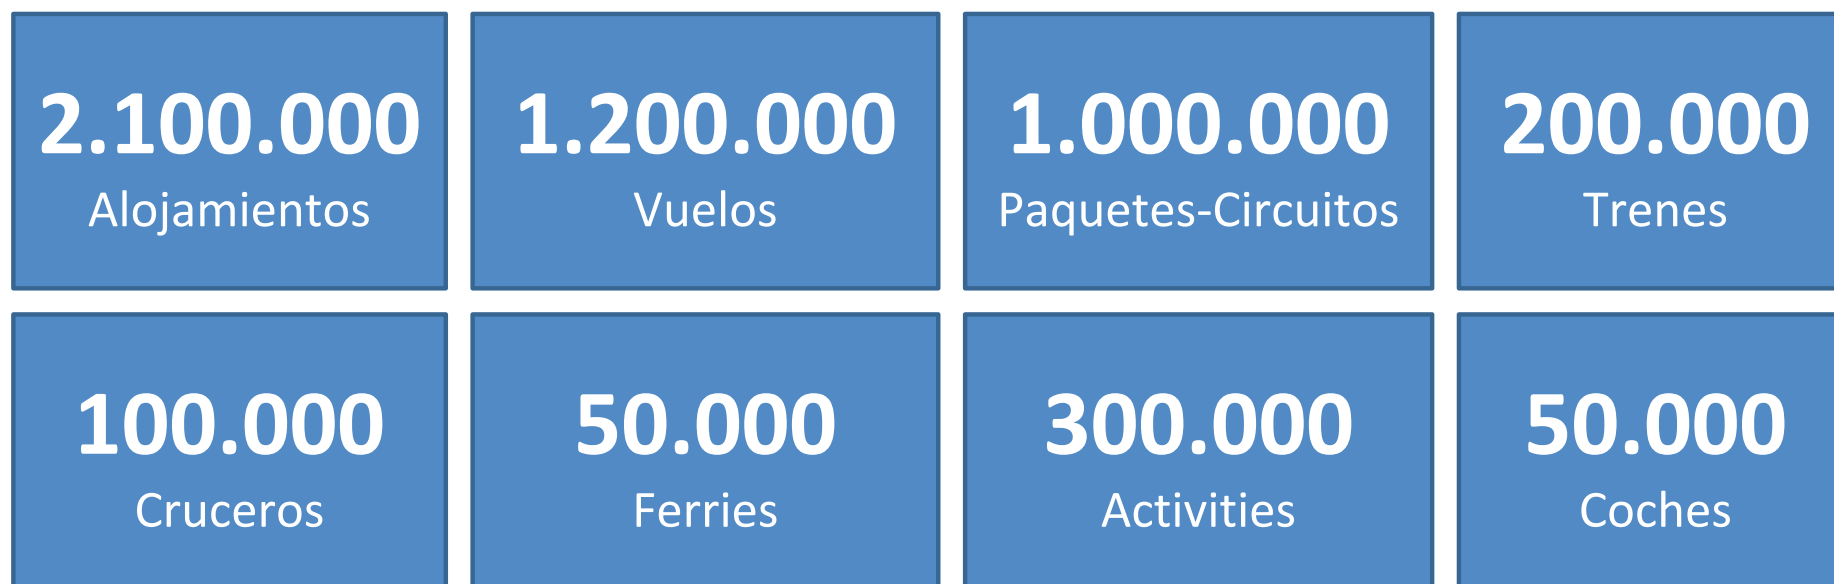 2.100.000
Alojamientos
1.200.000
Vuelos
1.000.000
Paquetes-Circuitos
200.000
Trenes
100.000
Cruceros
50.000
Ferries
300.000
Activities
50.000
Coches